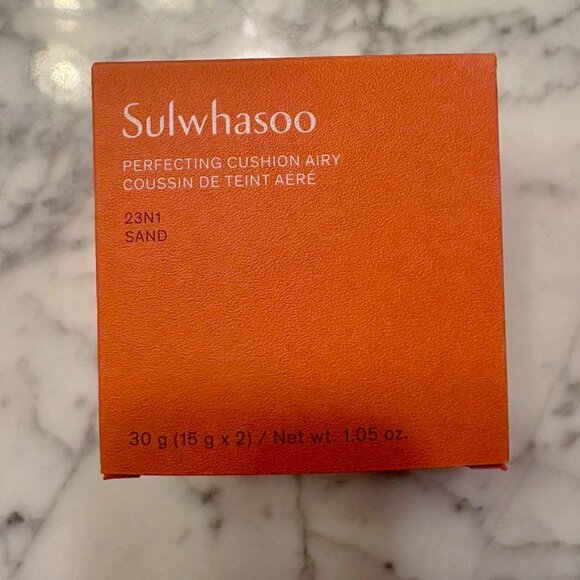 Sulwhasoo
PERFECTING CUSHION AIRY
COUSSIN DE TEINT AÉRÉ
23N1
SAND
30 g (15 g x 2) / Net wt. 1.05 oz.